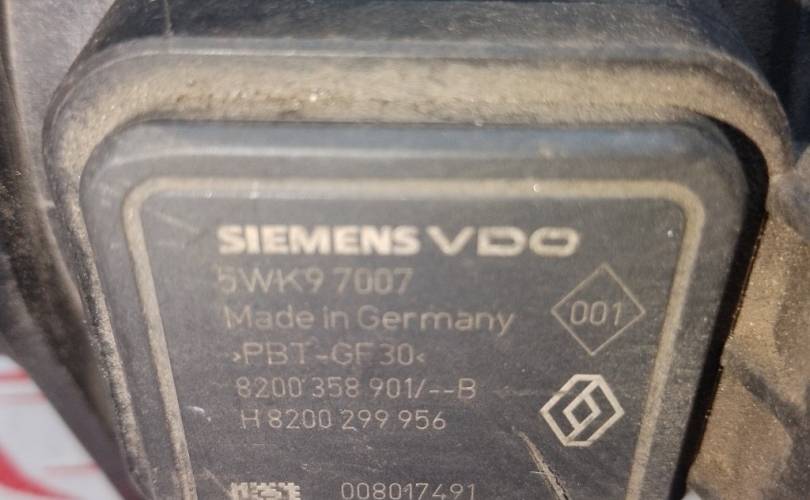 SIEMENS VDO
5WK9 7007
Made in Germany
001
>PBT-GF30<
8200 358 901/--B
H 8200 299 956
008017491